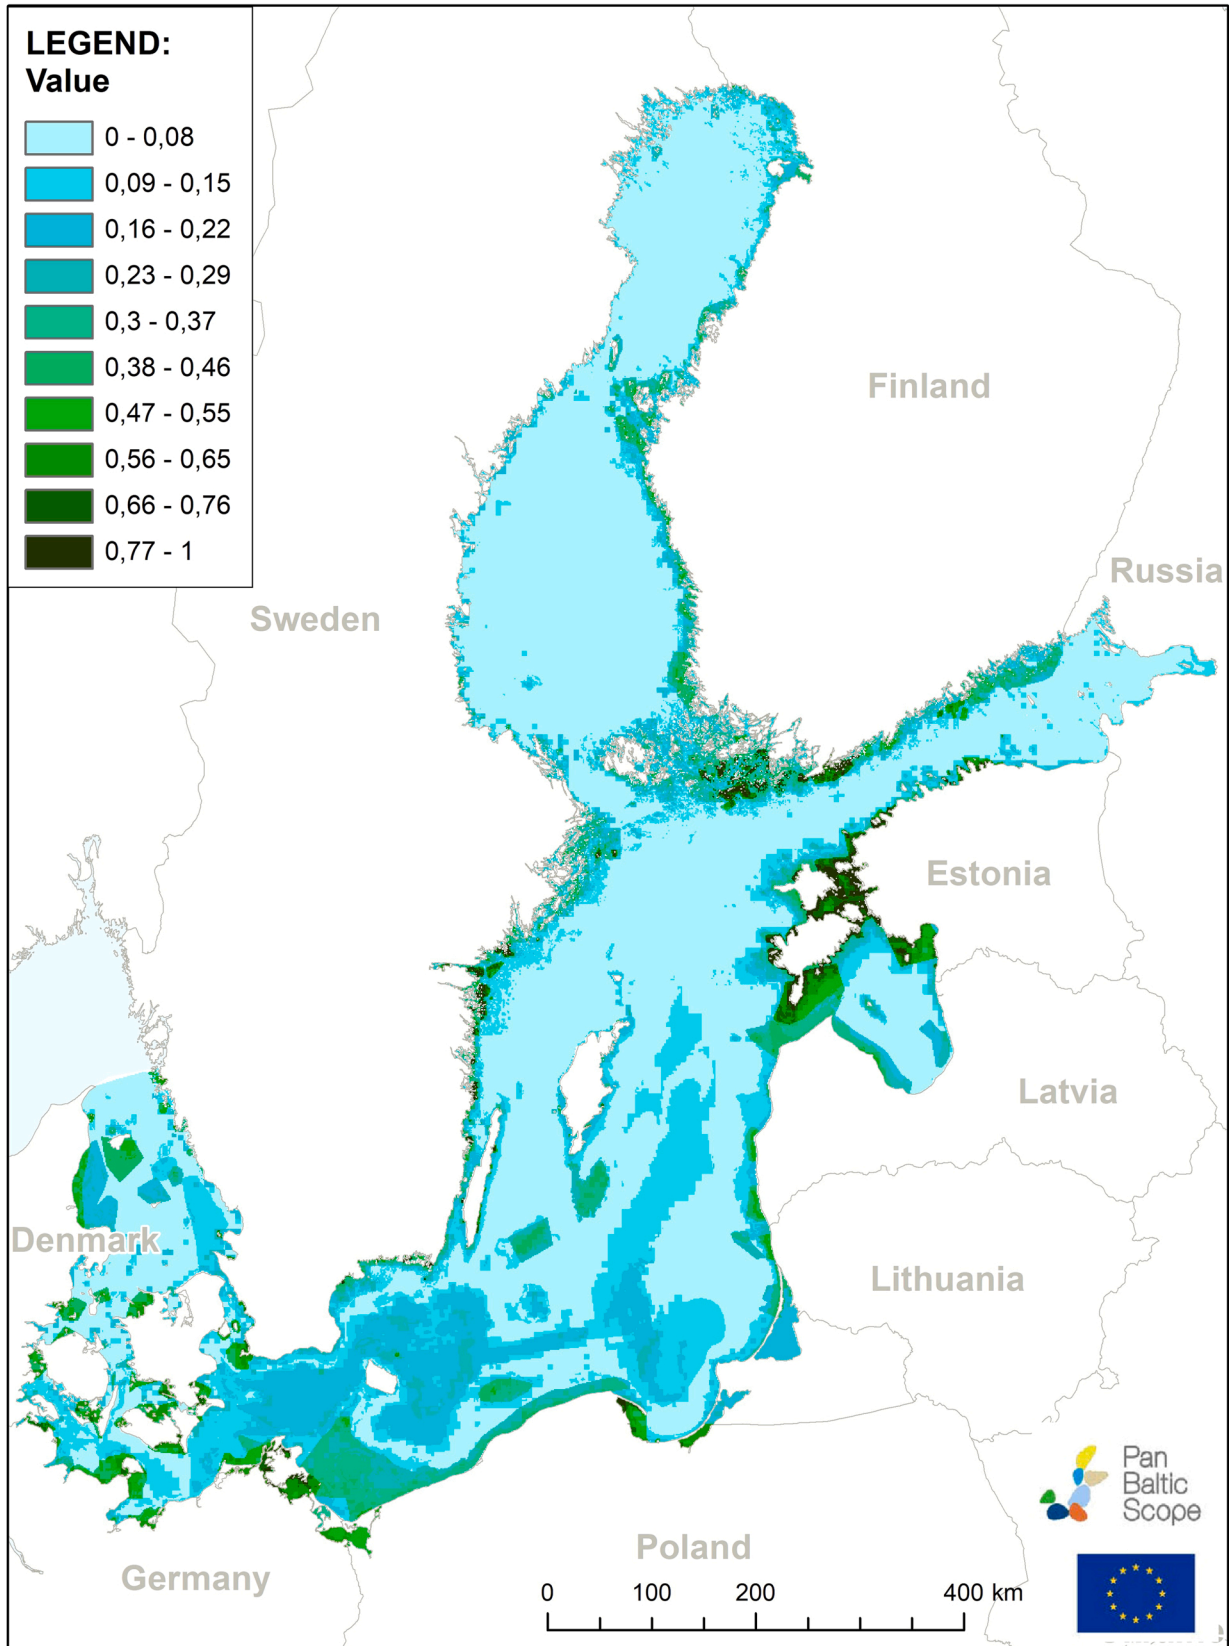 LEGEND:
Value
0 - 0,08
0,09 - 0,15
0,16 - 0,22
0,23 - 0,29
0,3 - 0,37
0,38 - 0,46
0,47 - 0,55
0,56 - 0,65
0,66 - 0,76
0,77 - 1
Finland
Russia
Sweden
Estonia
Latvia
Denmark
Lithuania
Pan
Baltic
Scope
Poland
Germany
0 100 200 400 km